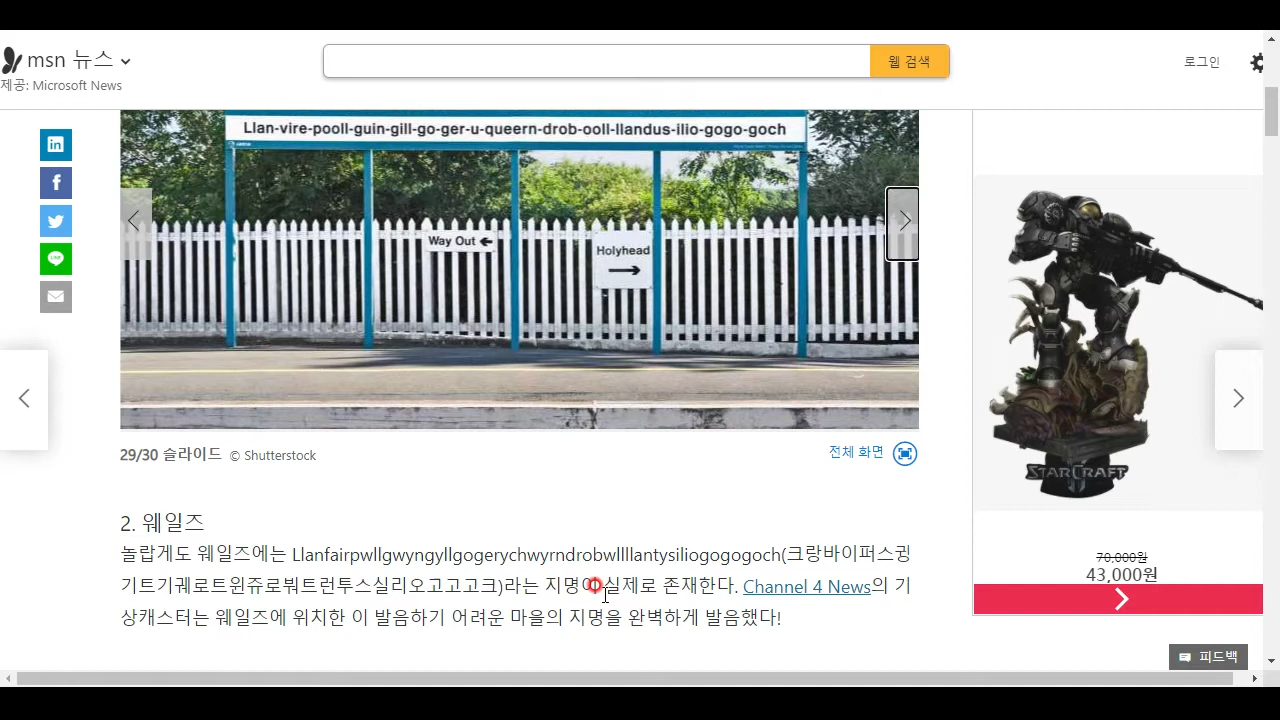 msn 뉴스
제공: Microsoft News
웹 검색
로그인
Llan-vire-pooll-guin-gill-go-ger-u-queern-drob-ooll-llandus-ilio-gogo-goch
Way Out
Holyhead
29/30 슬라이드 © Shutterstock
전체 화면
2. 웨일즈
놀랍게도 웨일즈에는 Llanfairpwllgwyngyllgogerychwyrndrobwllllantysiliogogogoch(크랑바이퍼스귕
기트기궤로트윈쥬로붜트런투스실리오고고고크)라는 지명이 실제로 존재한다. Channel 4 News의 기
상캐스터는 웨일즈에 위치한 이 발음하기 어려운 마을의 지명을 완벽하게 발음했다!
STARCRAFT
70,000원
43,000원
피드백